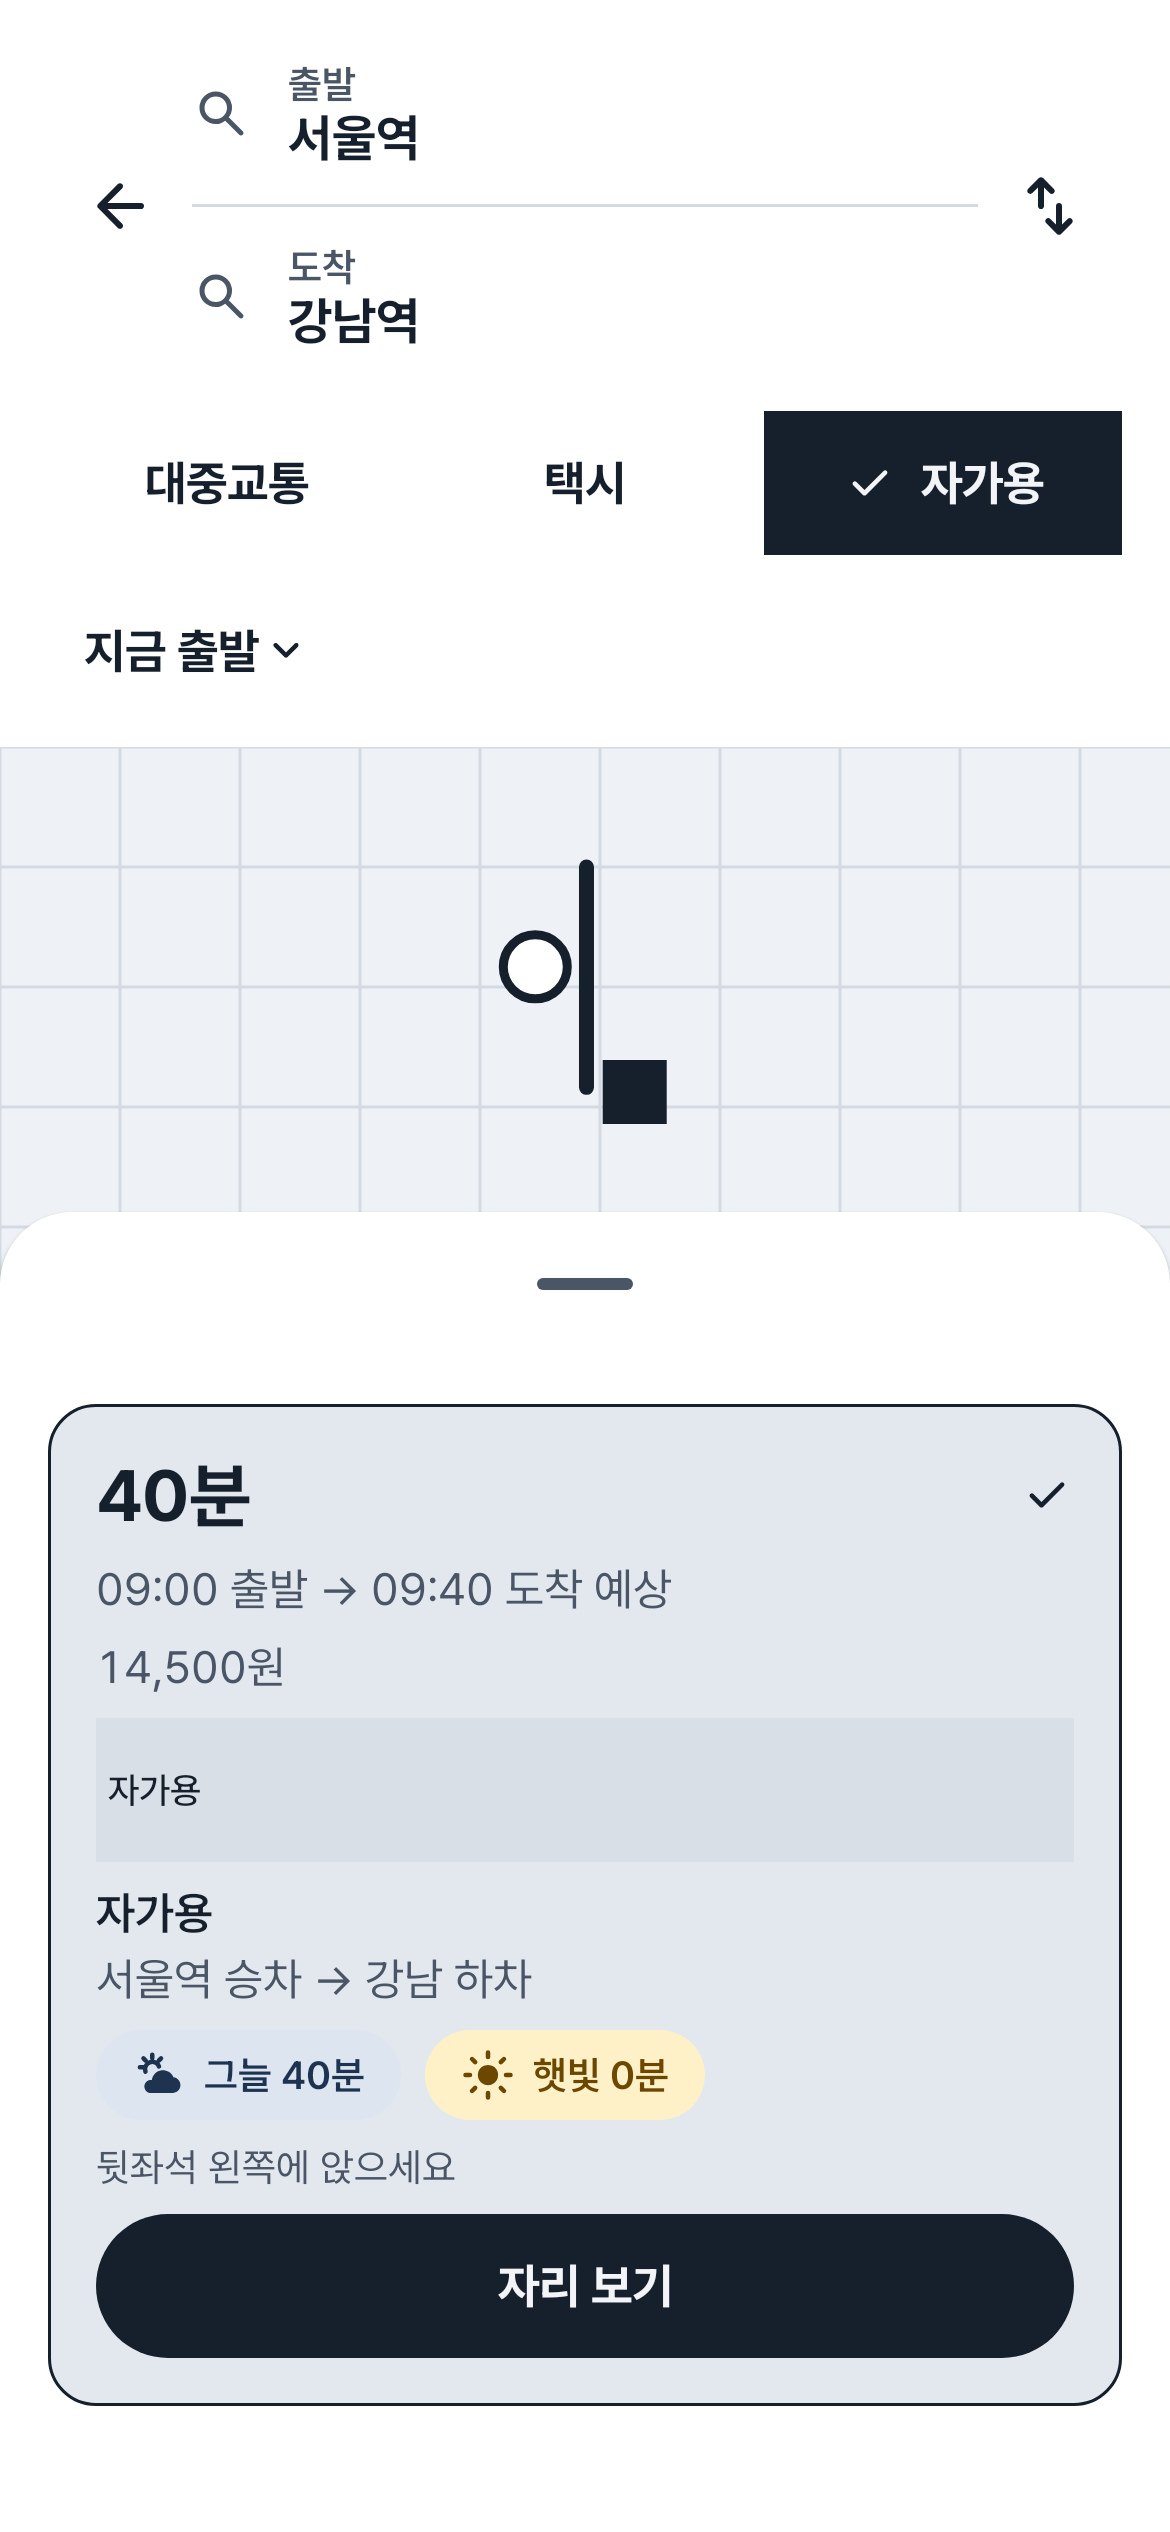 출발
서울역
도착
강남역
대중교통 택시 자가용
지금 출발
40분
09:00 출발 → 09:40 도착 예상
14,500원
자가용
자가용
서울역 승차 → 강남 하차
그늘 40분 햇빛 0분
뒷좌석 왼쪽에 앉으세요
자리 보기